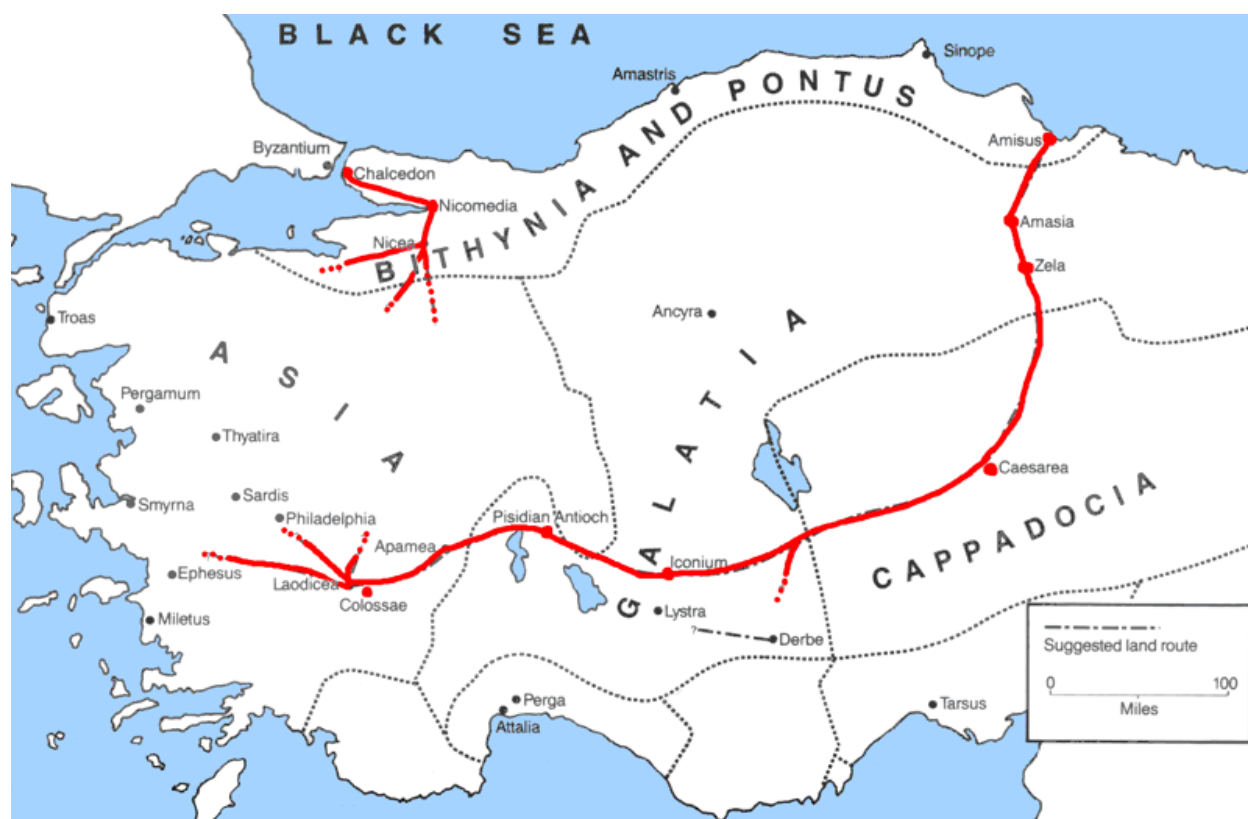 BLACK SEA
Sinope
Amastris
BITHYNIA AND PONTUS
Amisus
Byzantium
Chalcedon
Nicomedia
Amasia
Nicea
Zela
Troas
Ancyra
ASIA
GALATIA
Pergamum
Thyatira
Caesarea
Sardis
Smyrna
Philadelphia
Pisidian Antioch
CAPPADOCIA
Apamea
Iconium
Ephesus
Laodicea
Colossae
Lystra
Miletus
?
Derbe
Suggested land route
0 100
Miles
Perga
Attalia
Tarsus